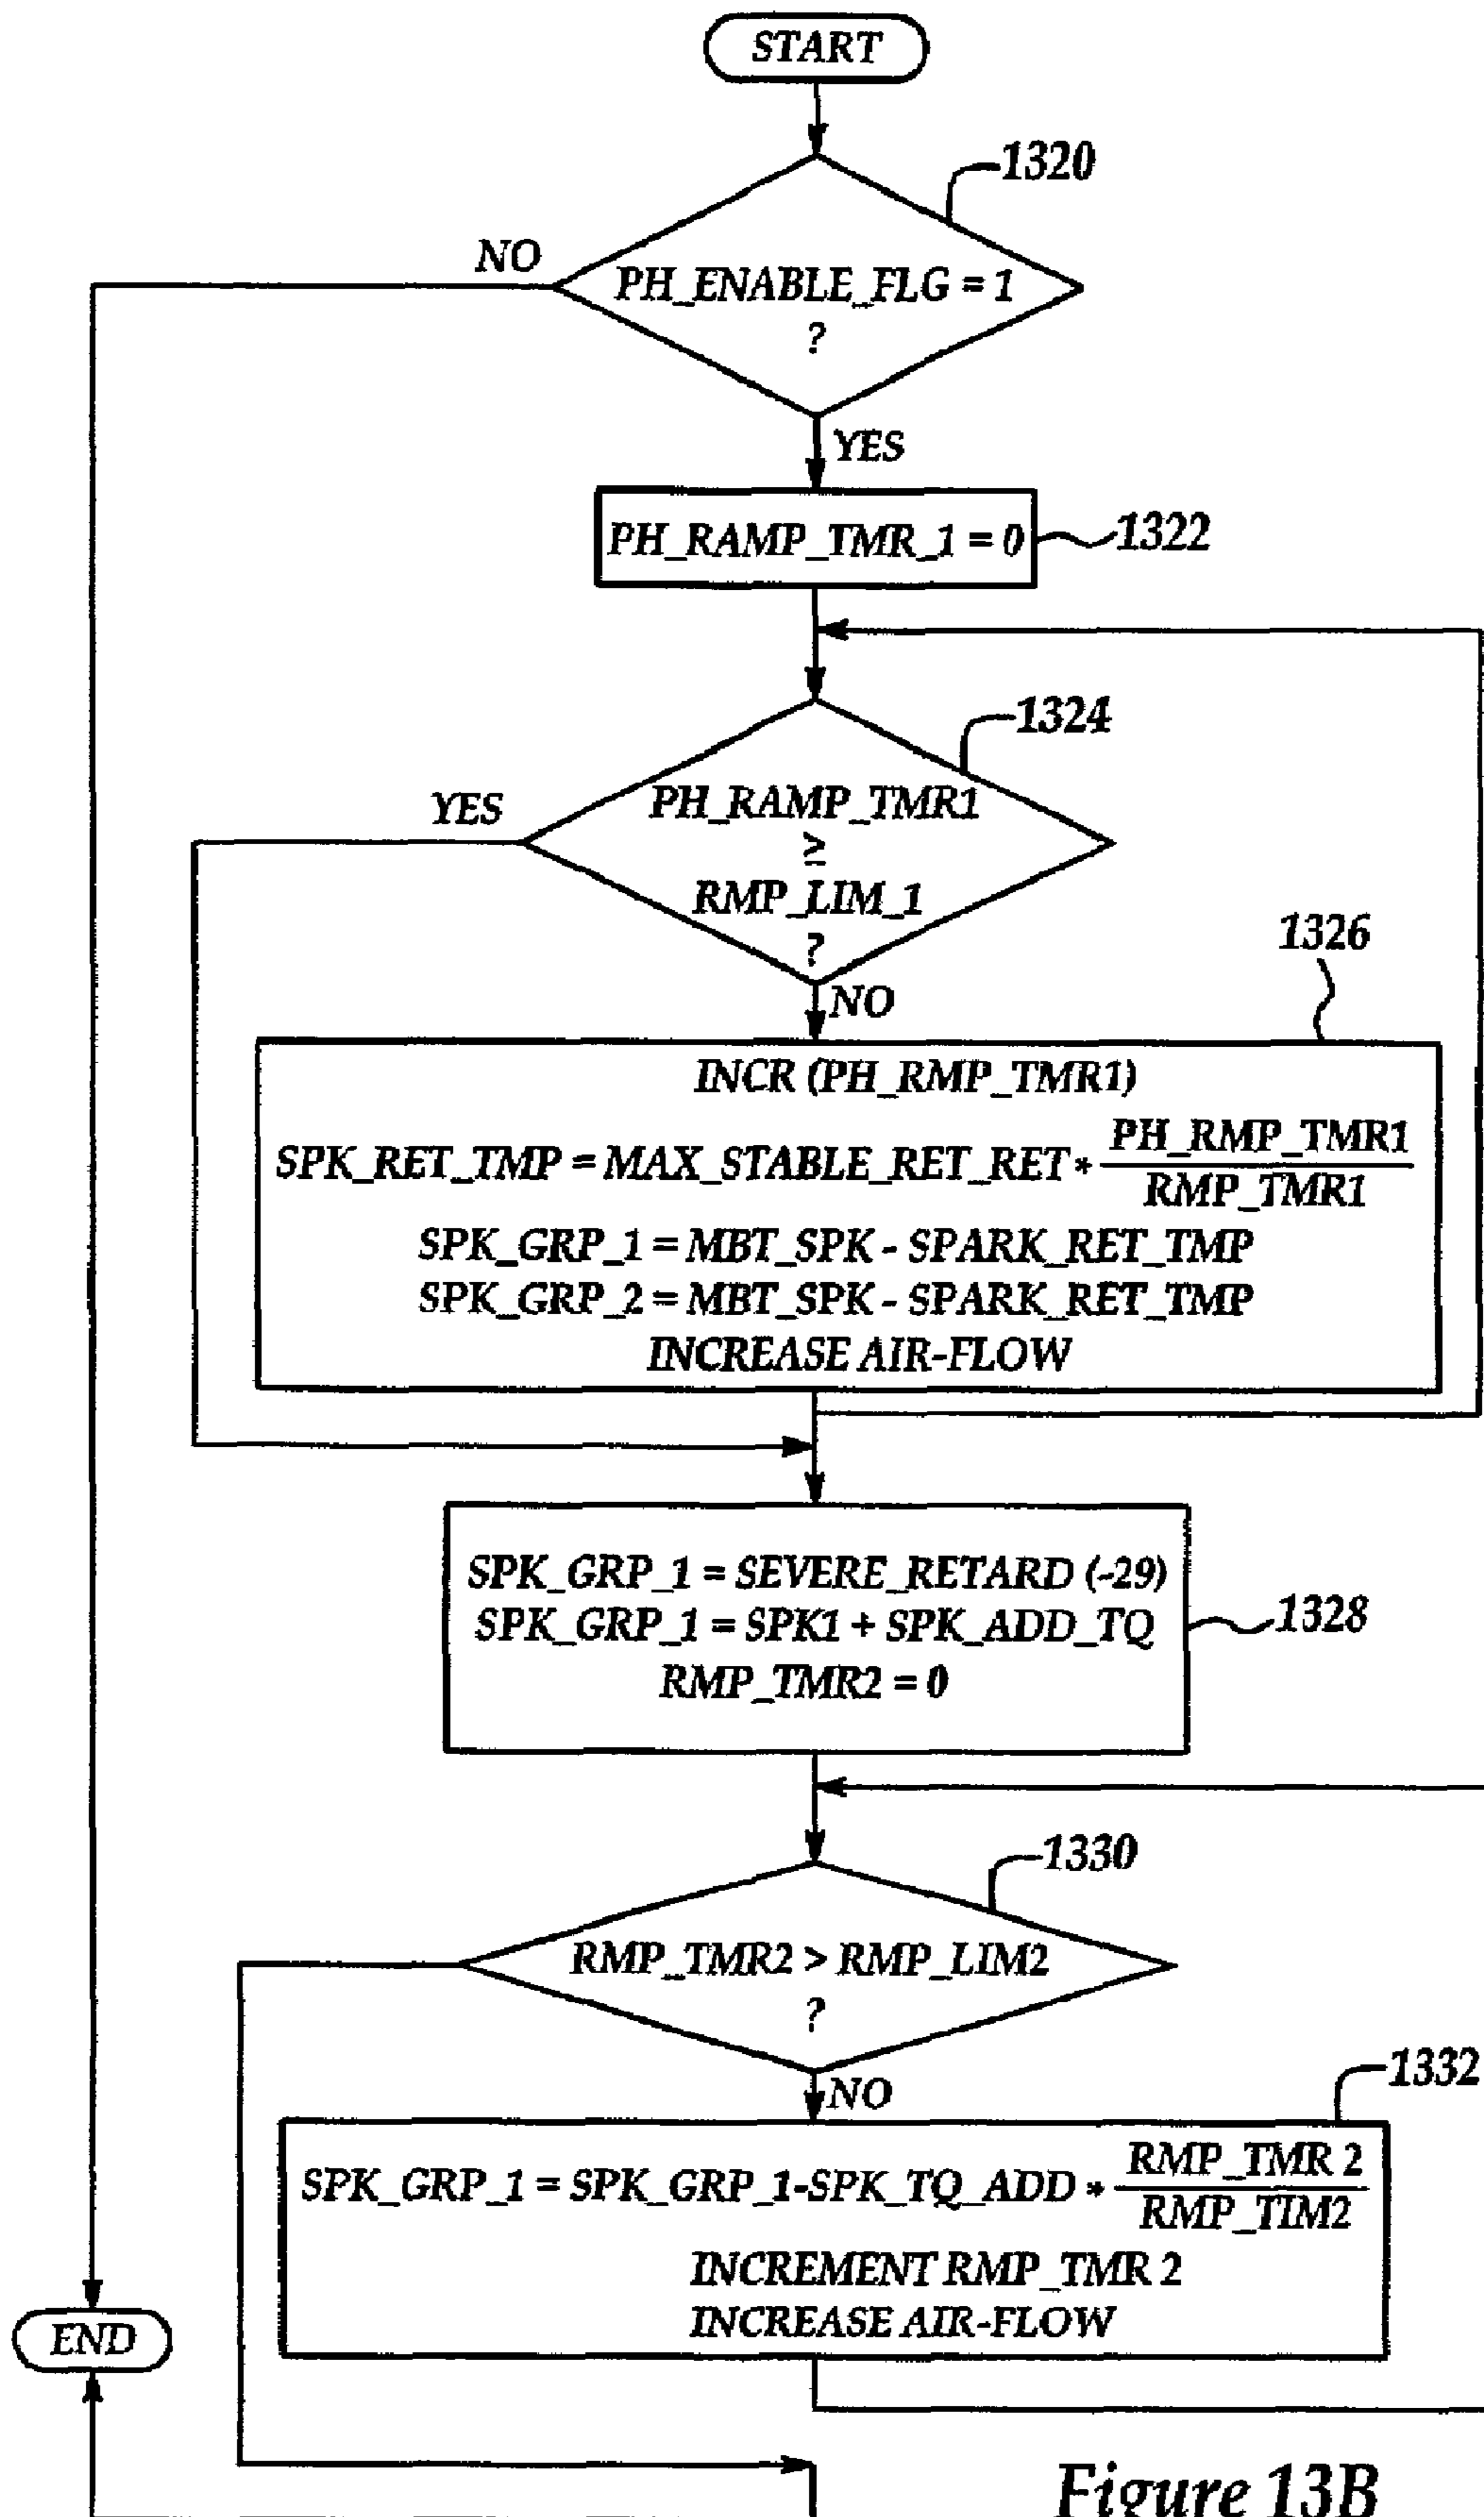 START
1320
NO
PH_ENABLE_FLG = 1
?
YES
PH_RAMP_TMR_1 = 0
1322
1324
YES
PH_RAMP_TMR1
≥
RMP_LIM_1
?
1326
NO
INCR (PH_RMP_TMR1)
SPK_RET_TMP = MAX_STABLE_RET_RET * PH_RMP_TMR1 / RMP_TMR1
SPK_GRP_1 = MBT_SPK - SPARK_RET_TMP
SPK_GRP_2 = MBT_SPK - SPARK_RET_TMP
INCREASE AIR-FLOW
SPK_GRP_1 = SEVERE_RETARD (-29)
SPK_GRP_1 = SPK1 + SPK_ADD_TQ
RMP_TMR2 = 0
1328
1330
RMP_TMR2 > RMP_LIM2
?
1332
NO
SPK_GRP_1 = SPK_GRP_1-SPK_TQ_ADD * RMP_TMR 2 / RMP_TIM2
INCREMENT RMP_TMR 2
INCREASE AIR-FLOW
END
Figure 13B